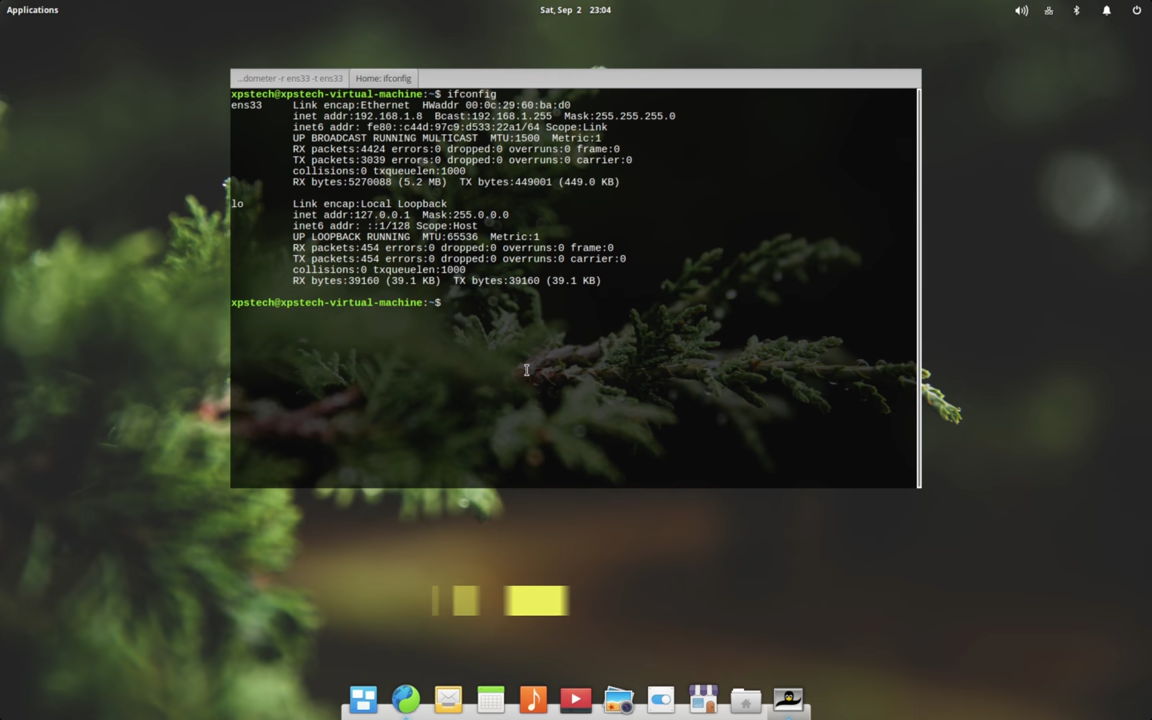 Applications
Sat, Sep 2 23:04
...dometer -r ens33 -t ens33
Home: ifconfig
xpstech@xpstech-virtual-machine:~$ ifconfig
ens33 Link encap:Ethernet HWaddr 00:0c:29:60:ba:d0
inet addr:192.168.1.8 Bcast:192.168.1.255 Mask:255.255.255.0
inet6 addr: fe80::c44d:97c9:d533:22a1/64 Scope:Link
UP BROADCAST RUNNING MULTICAST MTU:1500 Metric:1
RX packets:4424 errors:0 dropped:0 overruns:0 frame:0
TX packets:3039 errors:0 dropped:0 overruns:0 carrier:0
collisions:0 txqueuelen:1000
RX bytes:5270088 (5.2 MB) TX bytes:449001 (449.0 KB)
lo Link encap:Local Loopback
inet addr:127.0.0.1 Mask:255.0.0.0
inet6 addr: ::1/128 Scope:Host
UP LOOPBACK RUNNING MTU:65536 Metric:1
RX packets:454 errors:0 dropped:0 overruns:0 frame:0
TX packets:454 errors:0 dropped:0 overruns:0 carrier:0
collisions:0 txqueuelen:1000
RX bytes:39160 (39.1 KB) TX bytes:39160 (39.1 KB)
xpstech@xpstech-virtual-machine:~$